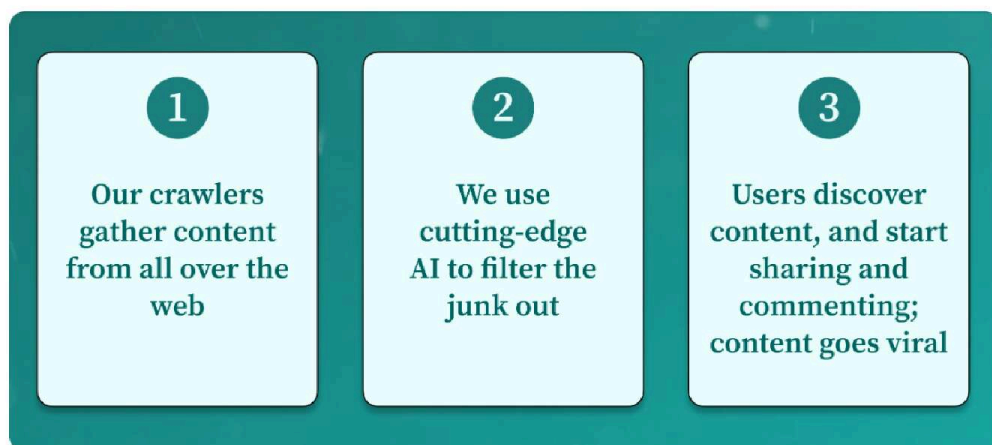 1
Our crawlers
gather content
from all over the
web
2
We use
cutting-edge
AI to filter the
junk out
3
Users discover
content, and start
sharing and
commenting;
content goes viral